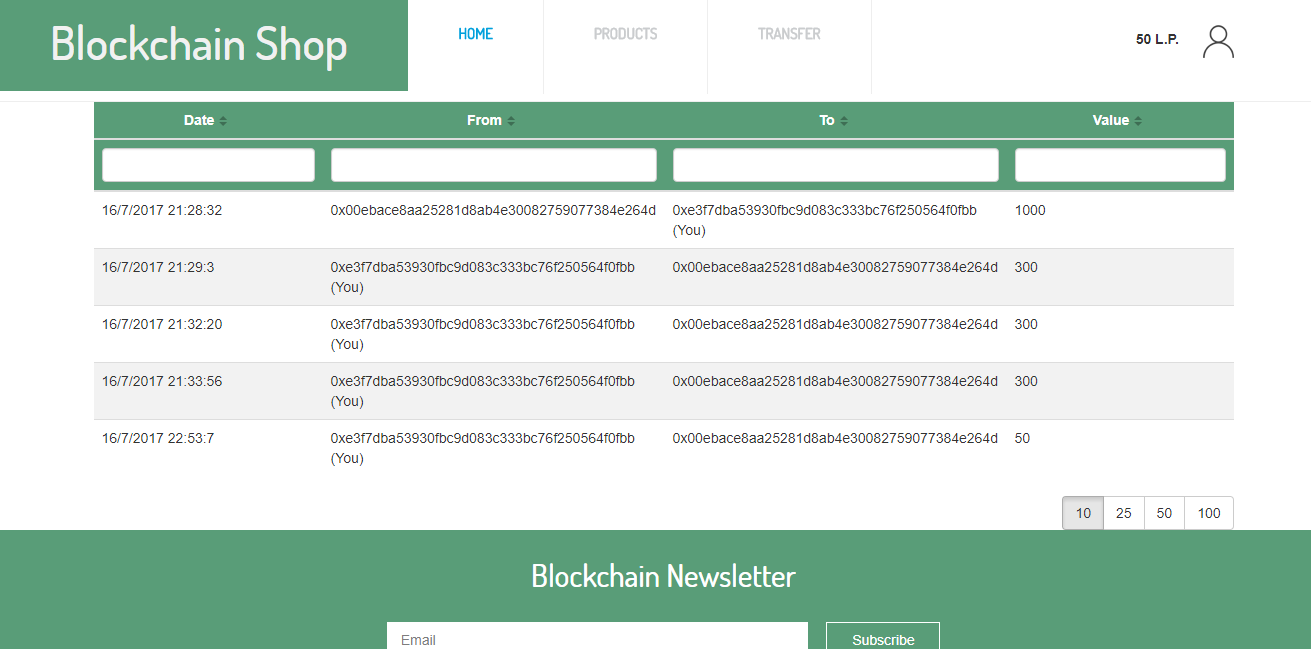 Blockchain Shop HOME PRODUCTS TRANSFER 50 L.P.
Date From To Value
16/7/2017 21:28:32 0x00ebace8aa25281d8ab4e30082759077384e264d 0xe3f7dba53930fbc9d083c333bc76f250564f0fbb 1000
(You)
16/7/2017 21:29:3 0xe3f7dba53930fbc9d083c333bc76f250564f0fbb 0x00ebace8aa25281d8ab4e30082759077384e264d 300
(You)
16/7/2017 21:32:20 0xe3f7dba53930fbc9d083c333bc76f250564f0fbb 0x00ebace8aa25281d8ab4e30082759077384e264d 300
(You)
16/7/2017 21:33:56 0xe3f7dba53930fbc9d083c333bc76f250564f0fbb 0x00ebace8aa25281d8ab4e30082759077384e264d 300
(You)
16/7/2017 22:53:7 0xe3f7dba53930fbc9d083c333bc76f250564f0fbb 0x00ebace8aa25281d8ab4e30082759077384e264d 50
(You)
10 25 50 100
Blockchain Newsletter
Email Subscribe